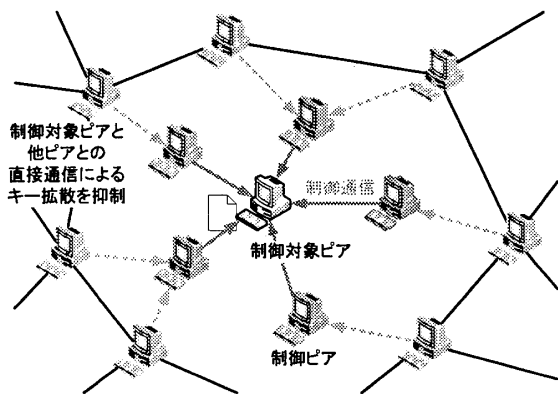 制御対象ピアと
他ピアとの
直接通信による
キー拡散を抑制
制御通信
制御対象ピア
制御ピア